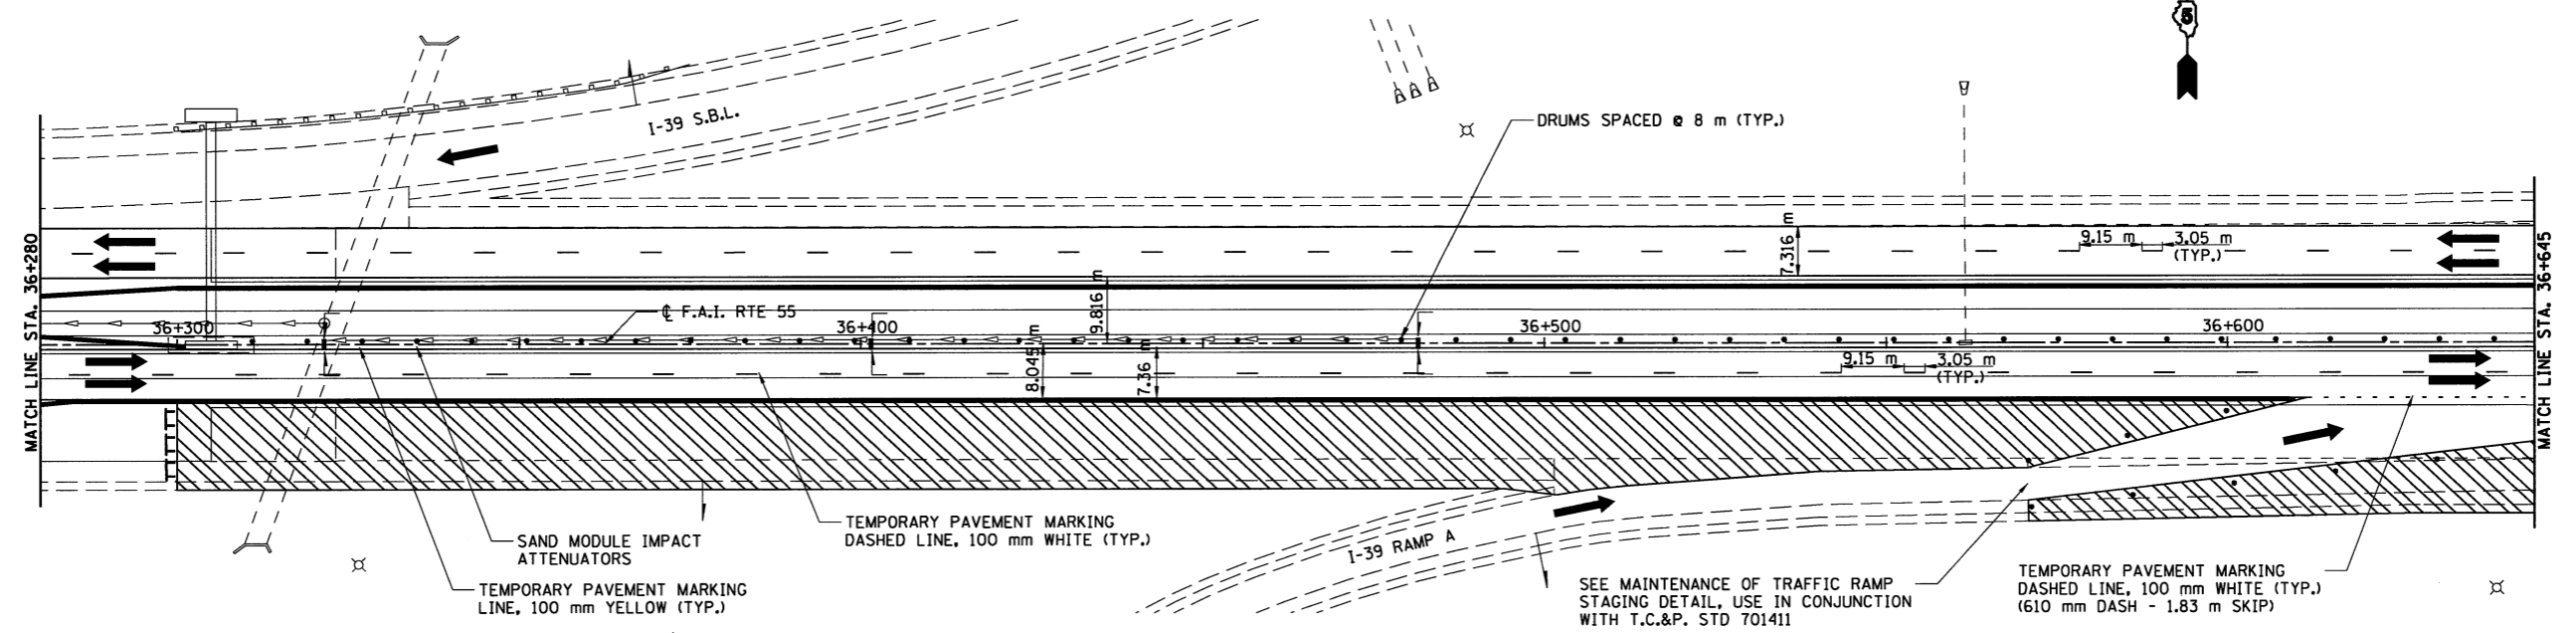 5
I-39 S.B.L.
DRUMS SPACED @ 8 m (TYP.)
MATCH LINE STA. 36+280
MATCH LINE STA. 36+645
7.316 m
9.15 m
3.05 m
(TYP.)
9.816 m
℄ F.A.I. RTE 55
36+300
36+400
36+500
36+600
8.045 m
7.36 m
9.15 m
3.05 m
(TYP.)
SAND MODULE IMPACT
ATTENUATORS
TEMPORARY PAVEMENT MARKING
DASHED LINE, 100 mm WHITE (TYP.)
TEMPORARY PAVEMENT MARKING
LINE, 100 mm YELLOW (TYP.)
I-39 RAMP A
SEE MAINTENANCE OF TRAFFIC RAMP
STAGING DETAIL, USE IN CONJUNCTION
WITH T.C.&P. STD 701411
TEMPORARY PAVEMENT MARKING
DASHED LINE, 100 mm WHITE (TYP.)
(610 mm DASH - 1.83 m SKIP)